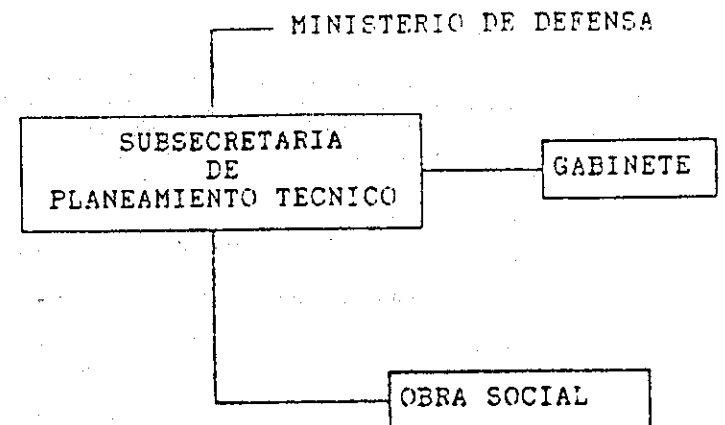 MINISTERIO DE DEFENSA
SUBSECRETARIA
DE
PLANEAMIENTO TECNICO
GABINETE
OBRA SOCIAL